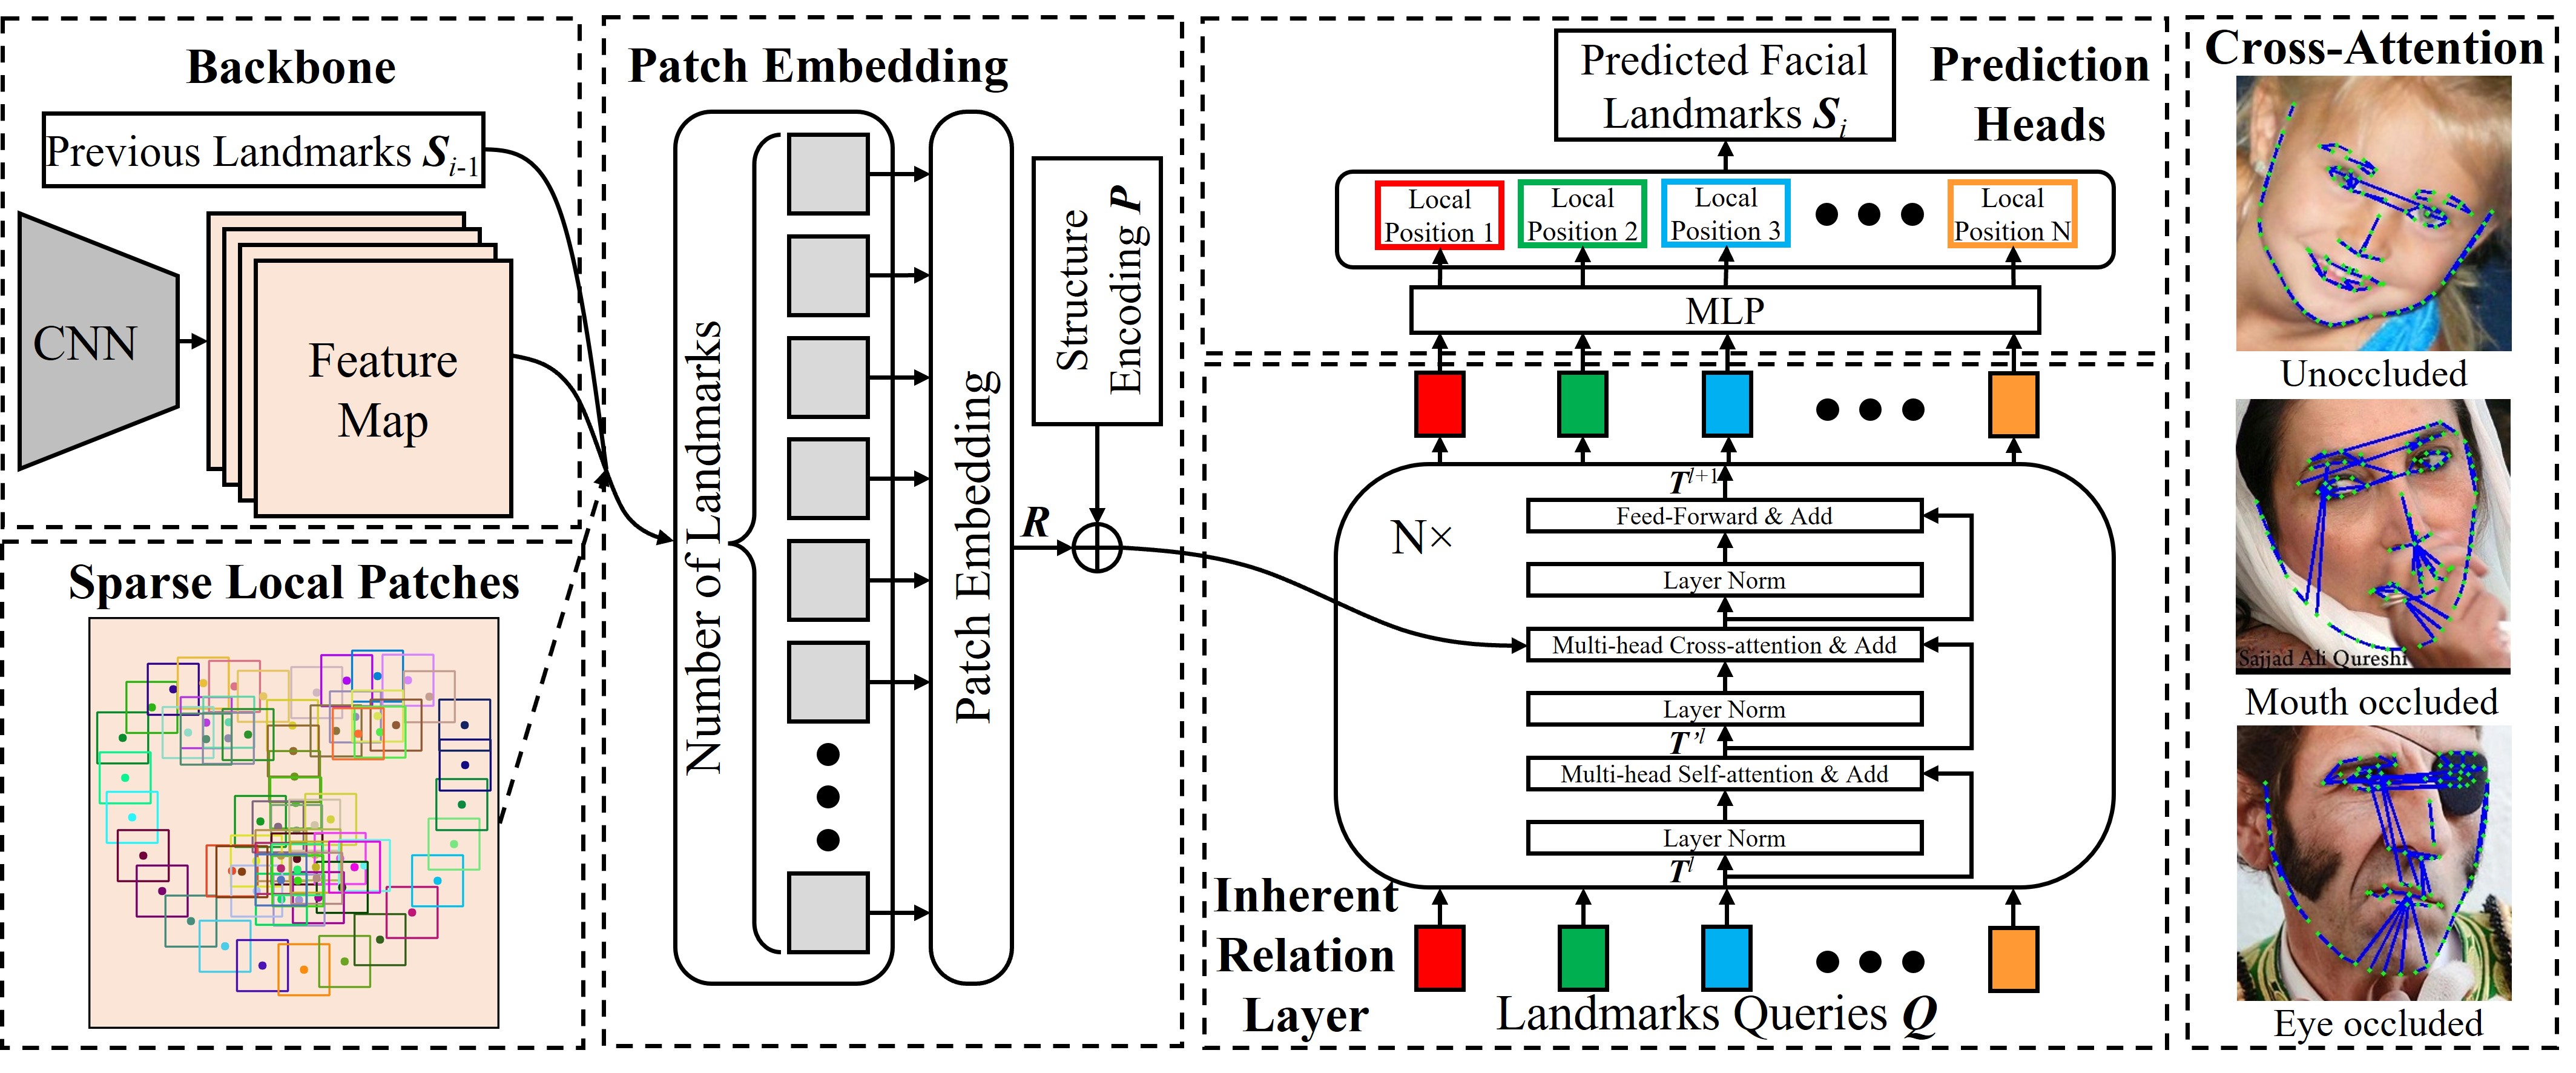 Backbone
Previous Landmarks S i-1
CNN
Feature
Map
Sparse Local Patches
Patch Embedding
Number of Landmarks
Patch Embedding
Structure
Encoding P
R
Prediction
Heads
Predicted Facial
Landmarks S i
Local
Position 1
Local
Position 2
Local
Position 3
Local
Position N
MLP
N×
T l+1
Feed-Forward & Add
Layer Norm
Multi-head Cross-attention & Add
Layer Norm
T’l
Multi-head Self-attention & Add
Layer Norm
T l
Inherent
Relation
Layer
Landmarks Queries Q
Cross-Attention
Unoccluded
Sajjad Ali Qureshi
Mouth occluded
Eye occluded